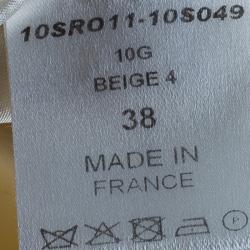 10SRO11-10S049
10G
BEIGE 4
38
MADE IN
FRANCE
P